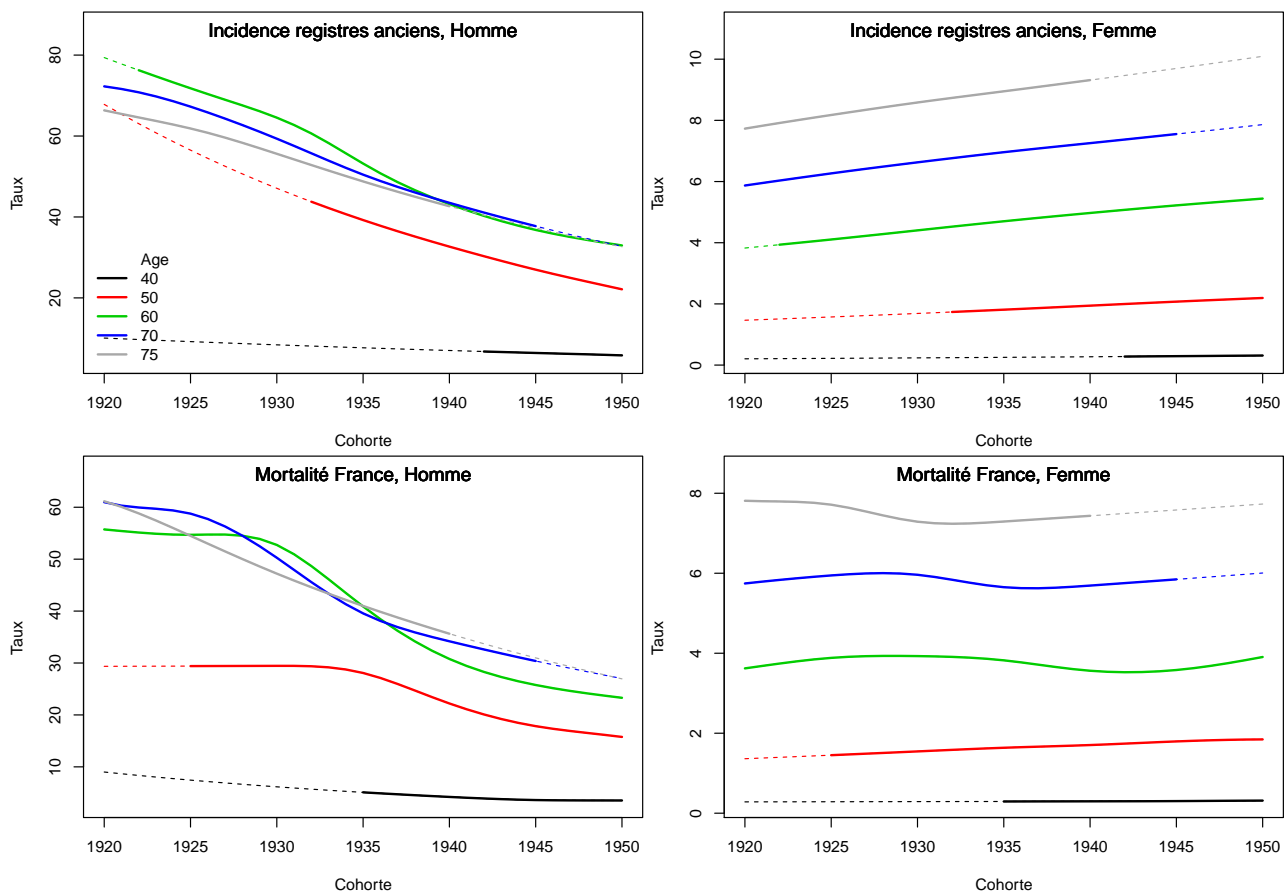 Incidence registres anciens, Homme
Taux
80
60
40
20
Age
40
50
60
70
75
1920 1925 1930 1935 1940 1945 1950
Cohorte
Incidence registres anciens, Femme
Taux
10
8
6
4
2
0
1920 1925 1930 1935 1940 1945 1950
Cohorte
Mortalité France, Homme
Taux
60
50
40
30
20
10
1920 1925 1930 1935 1940 1945 1950
Cohorte
Mortalité France, Femme
Taux
8
6
4
2
0
1920 1925 1930 1935 1940 1945 1950
Cohorte